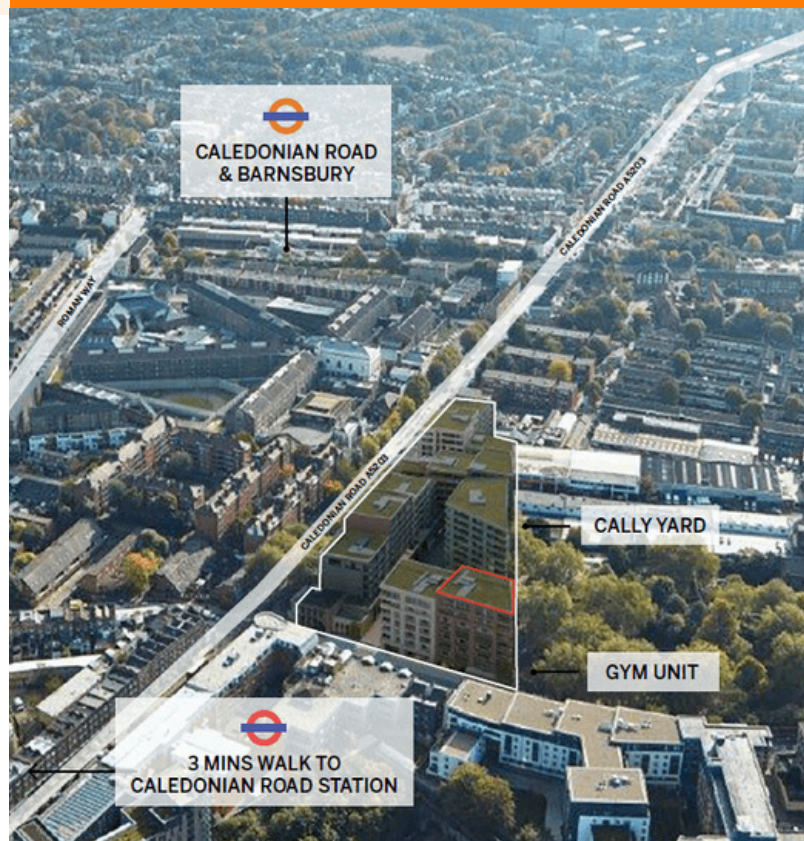 CALEDONIAN ROAD
& BARNSBURY
CALEDONIAN ROAD A5203
ROMAN WAY
CALEDONIAN ROAD A5203
CALLY YARD
GYM UNIT
3 MINS WALK TO
CALEDONIAN ROAD STATION